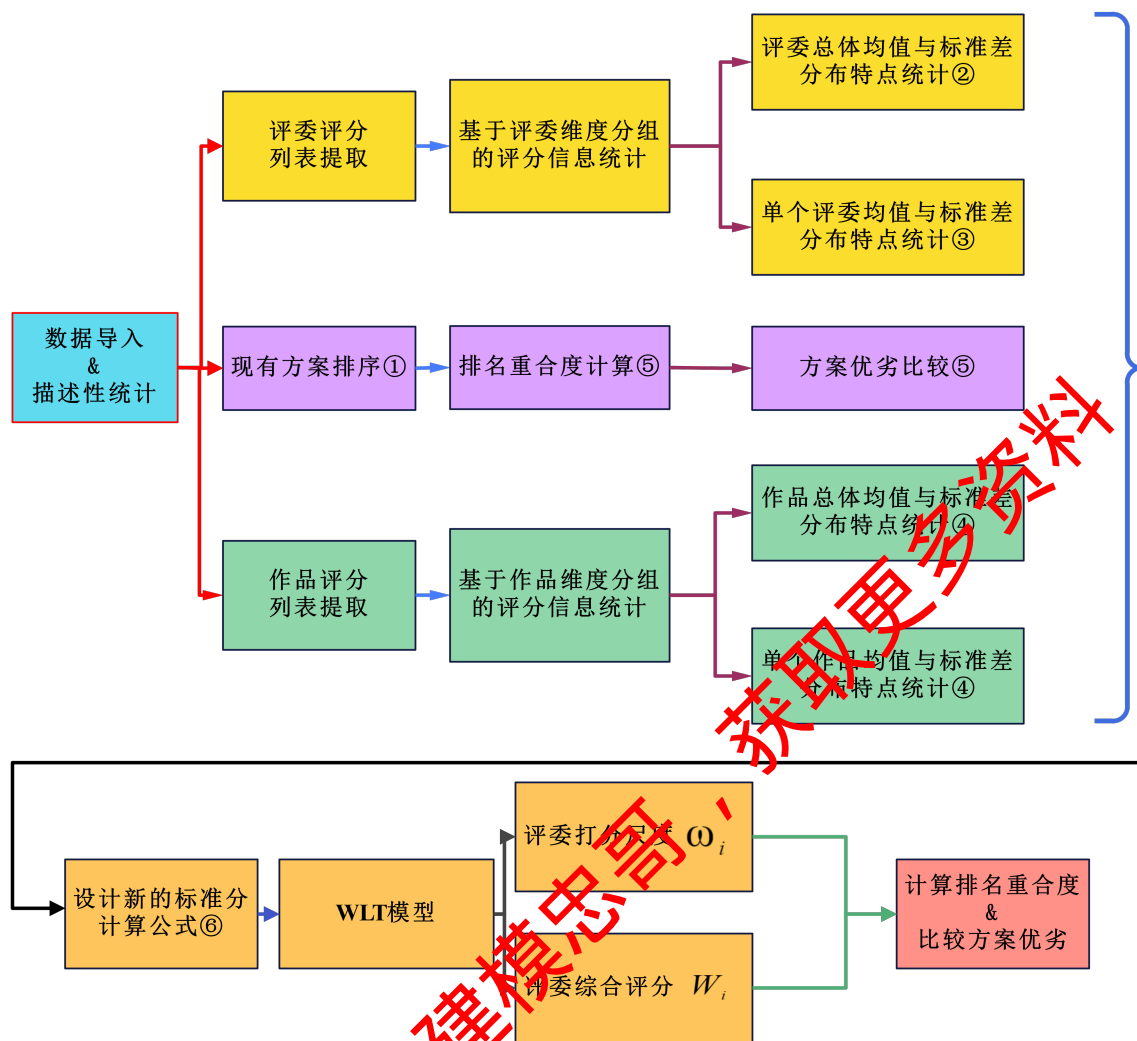 评委总体均值与标准差
分布特点统计②
评委评分
列表提取
基于评委维度分组
的评分信息统计
单个评委均值与标准差
分布特点统计③
数据导入
&
描述性统计
现有方案排序①
排名重合度计算⑤
方案优劣比较⑤
作品总体均值与标准差
分布特点统计④
作品评分
列表提取
基于作品维度分组
的评分信息统计
单个作品均值与标准差
分布特点统计④
设计新的标准分
计算公式⑥
WLT模型
评委打分尺度 ω_i
评委综合评分 W_i
计算排名重合度
&
比较方案优劣
建模忠哥，获取更多资料